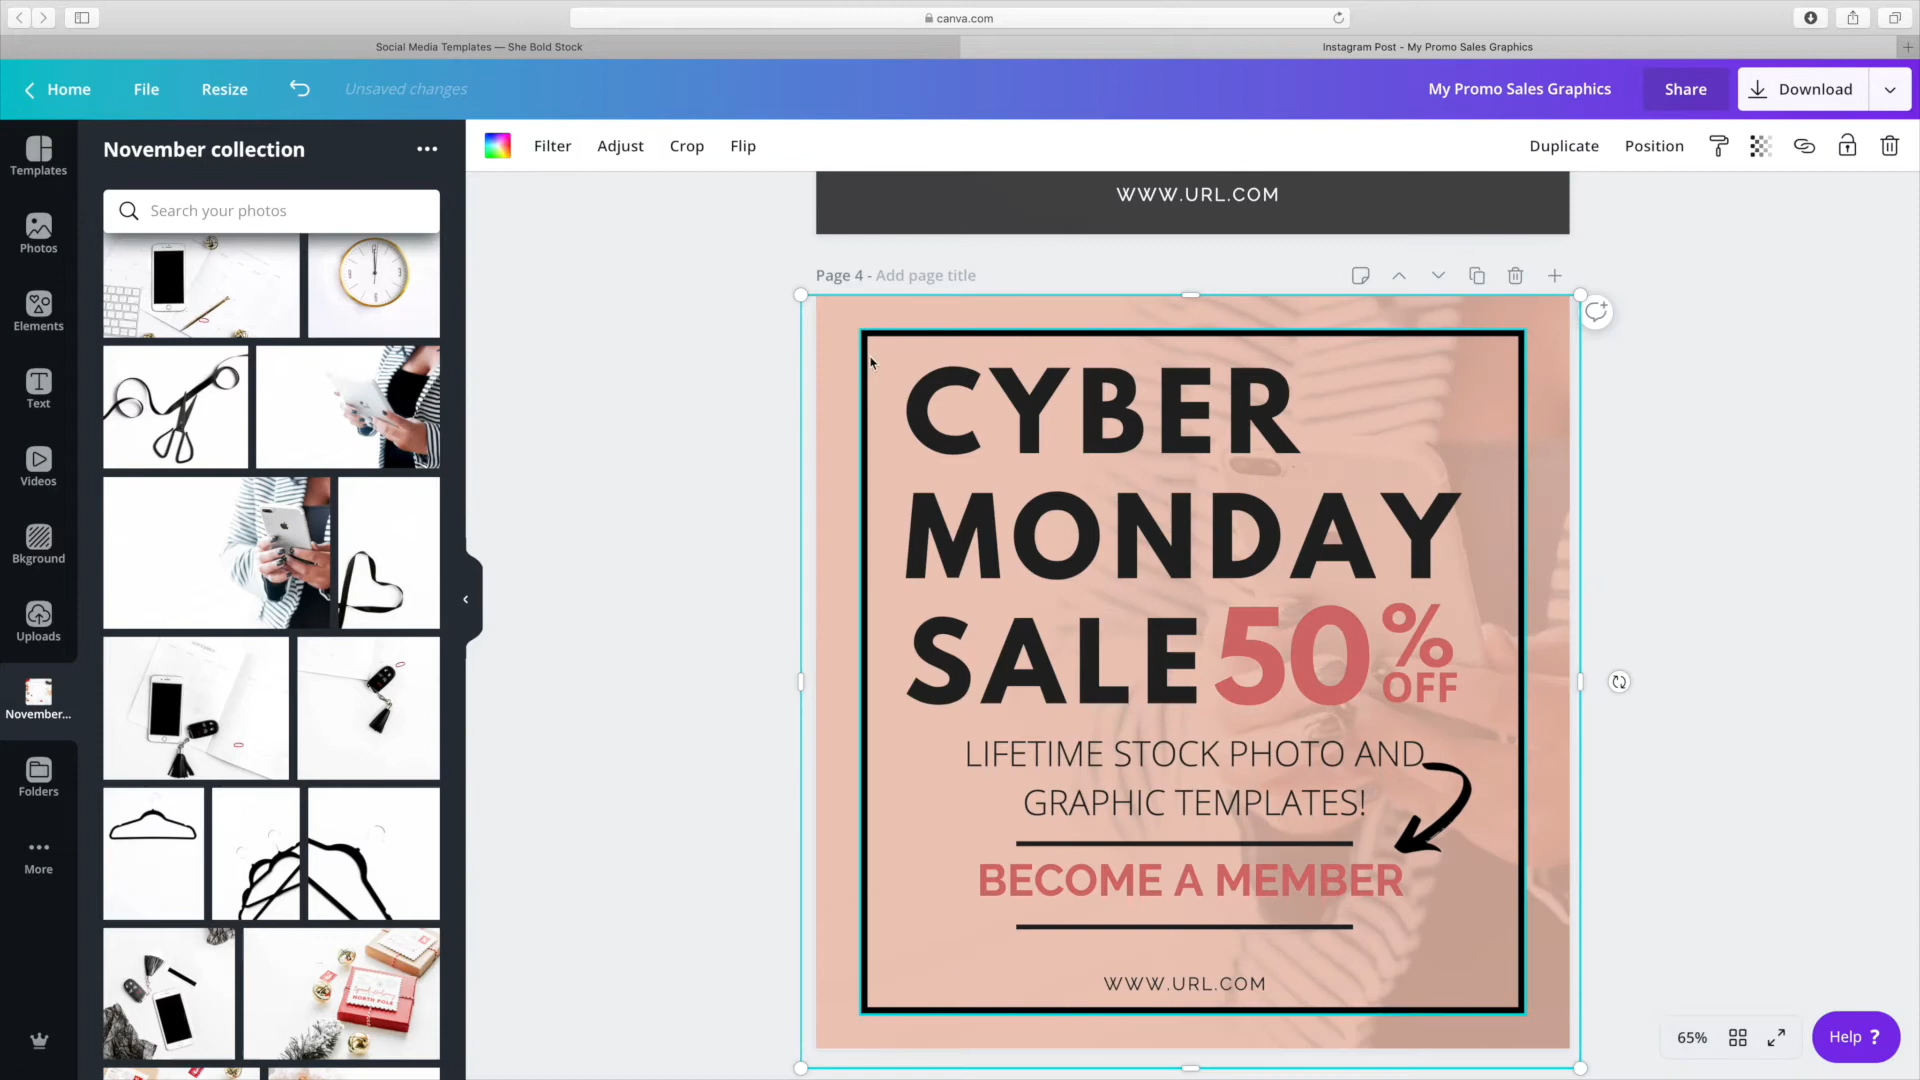 canva.com
Social Media Templates — She Bold Stock
Instagram Post - My Promo Sales Graphics
Home
File
Resize
Unsaved changes
My Promo Sales Graphics
Share
Download
Templates
Photos
Elements
Text
Videos
Bkground
Uploads
November...
Folders
More
November collection
Search your photos
Filter
Adjust
Crop
Flip
Duplicate
Position
WWW.URL.COM
Page 4 - Add page title
CYBER
MONDAY
SALE 50% OFF
LIFETIME STOCK PHOTO AND
GRAPHIC TEMPLATES!
BECOME A MEMBER
WWW.URL.COM
NORTH POLE
65%
Help ?